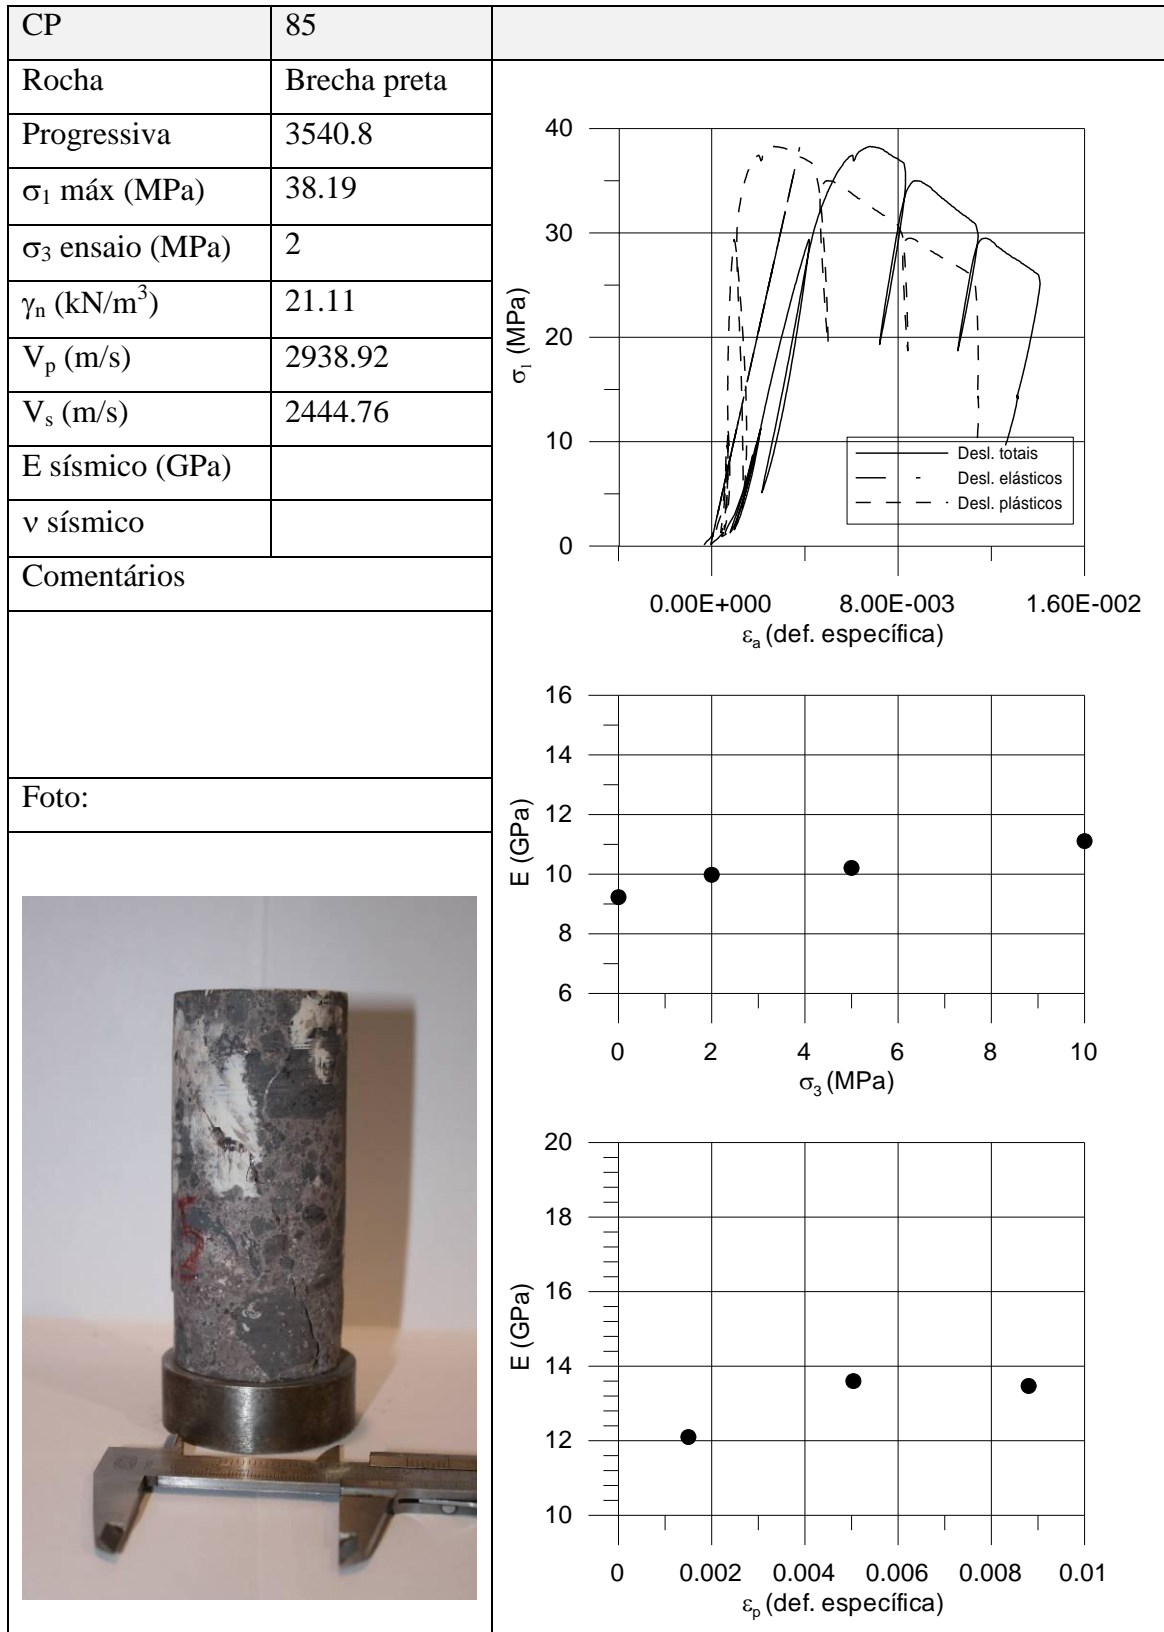 CP 85
Rocha Brecha preta
Progressiva 3540.8
σ1 máx (MPa) 38.19
σ3 ensaio (MPa) 2
γn (kN/m3) 21.11
Vp (m/s) 2938.92
Vs (m/s) 2444.76
E sísmico (GPa)
ν sísmico
Comentários
Foto:
5
40
30
20
10
0
σ1 (MPa)
Desl. totais
Desl. elásticos
Desl. plásticos
0.00E+000 8.00E-003 1.60E-002
εa (def. específica)
16
14
12
10
8
6
E (GPa)
0 2 4 6 8 10
σ3 (MPa)
20
18
16
14
12
10
E (GPa)
0 0.002 0.004 0.006 0.008 0.01
εp (def. específica)